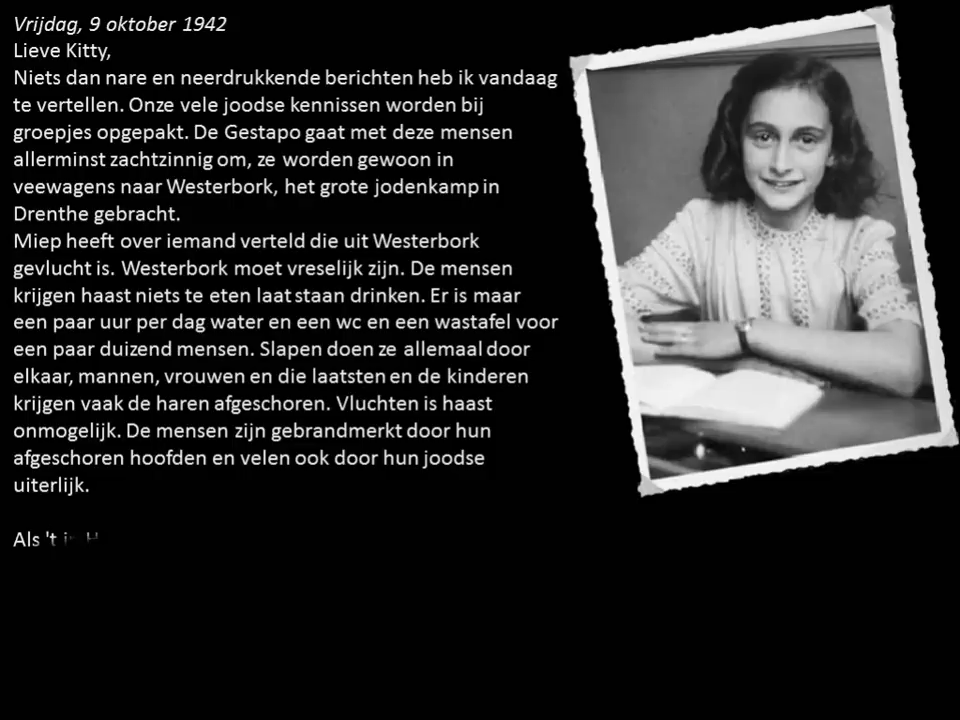 Vrijdag, 9 oktober 1942
Lieve Kitty,
Niets dan nare en neerdrukkende berichten heb ik vandaag
te vertellen. Onze vele joodse kennissen worden bij
groepjes opgepakt. De Gestapo gaat met deze mensen
allerminst zachtzinnig om, ze worden gewoon in
veewagens naar Westerbork, het grote jodenkamp in
Drenthe gebracht.
Miep heeft over iemand verteld die uit Westerbork
gevlucht is. Westerbork moet vreselijk zijn. De mensen
krijgen haast niets te eten laat staan drinken. Er is maar
een paar uur per dag water en een wc en een wastafel voor
een paar duizend mensen. Slapen doen ze allemaal door
elkaar, mannen, vrouwen en die laatsten en de kinderen
krijgen vaak de haren afgeschoren. Vluchten is haast
onmogelijk. De mensen zijn gebrandmerkt door hun
afgeschoren hoofden en velen ook door hun joodse
uiterlijk.
Als 't